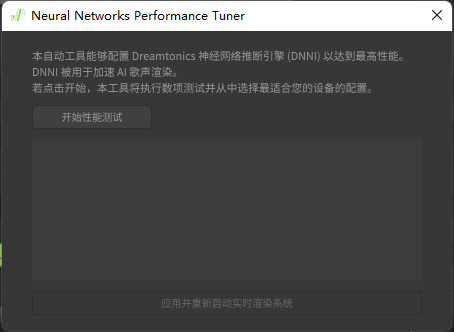 Neural Networks Performance Tuner
本自动工具能够配置 Dreamtonics 神经网络推断引擎 (DNNI) 以达到最高性能。
DNNI 被用于加速 AI 歌声渲染。
若点击开始，本工具将执行数项测试并从中选择最适合您的设备的配置。
开始性能测试
应用并重新启动实时渲染系统